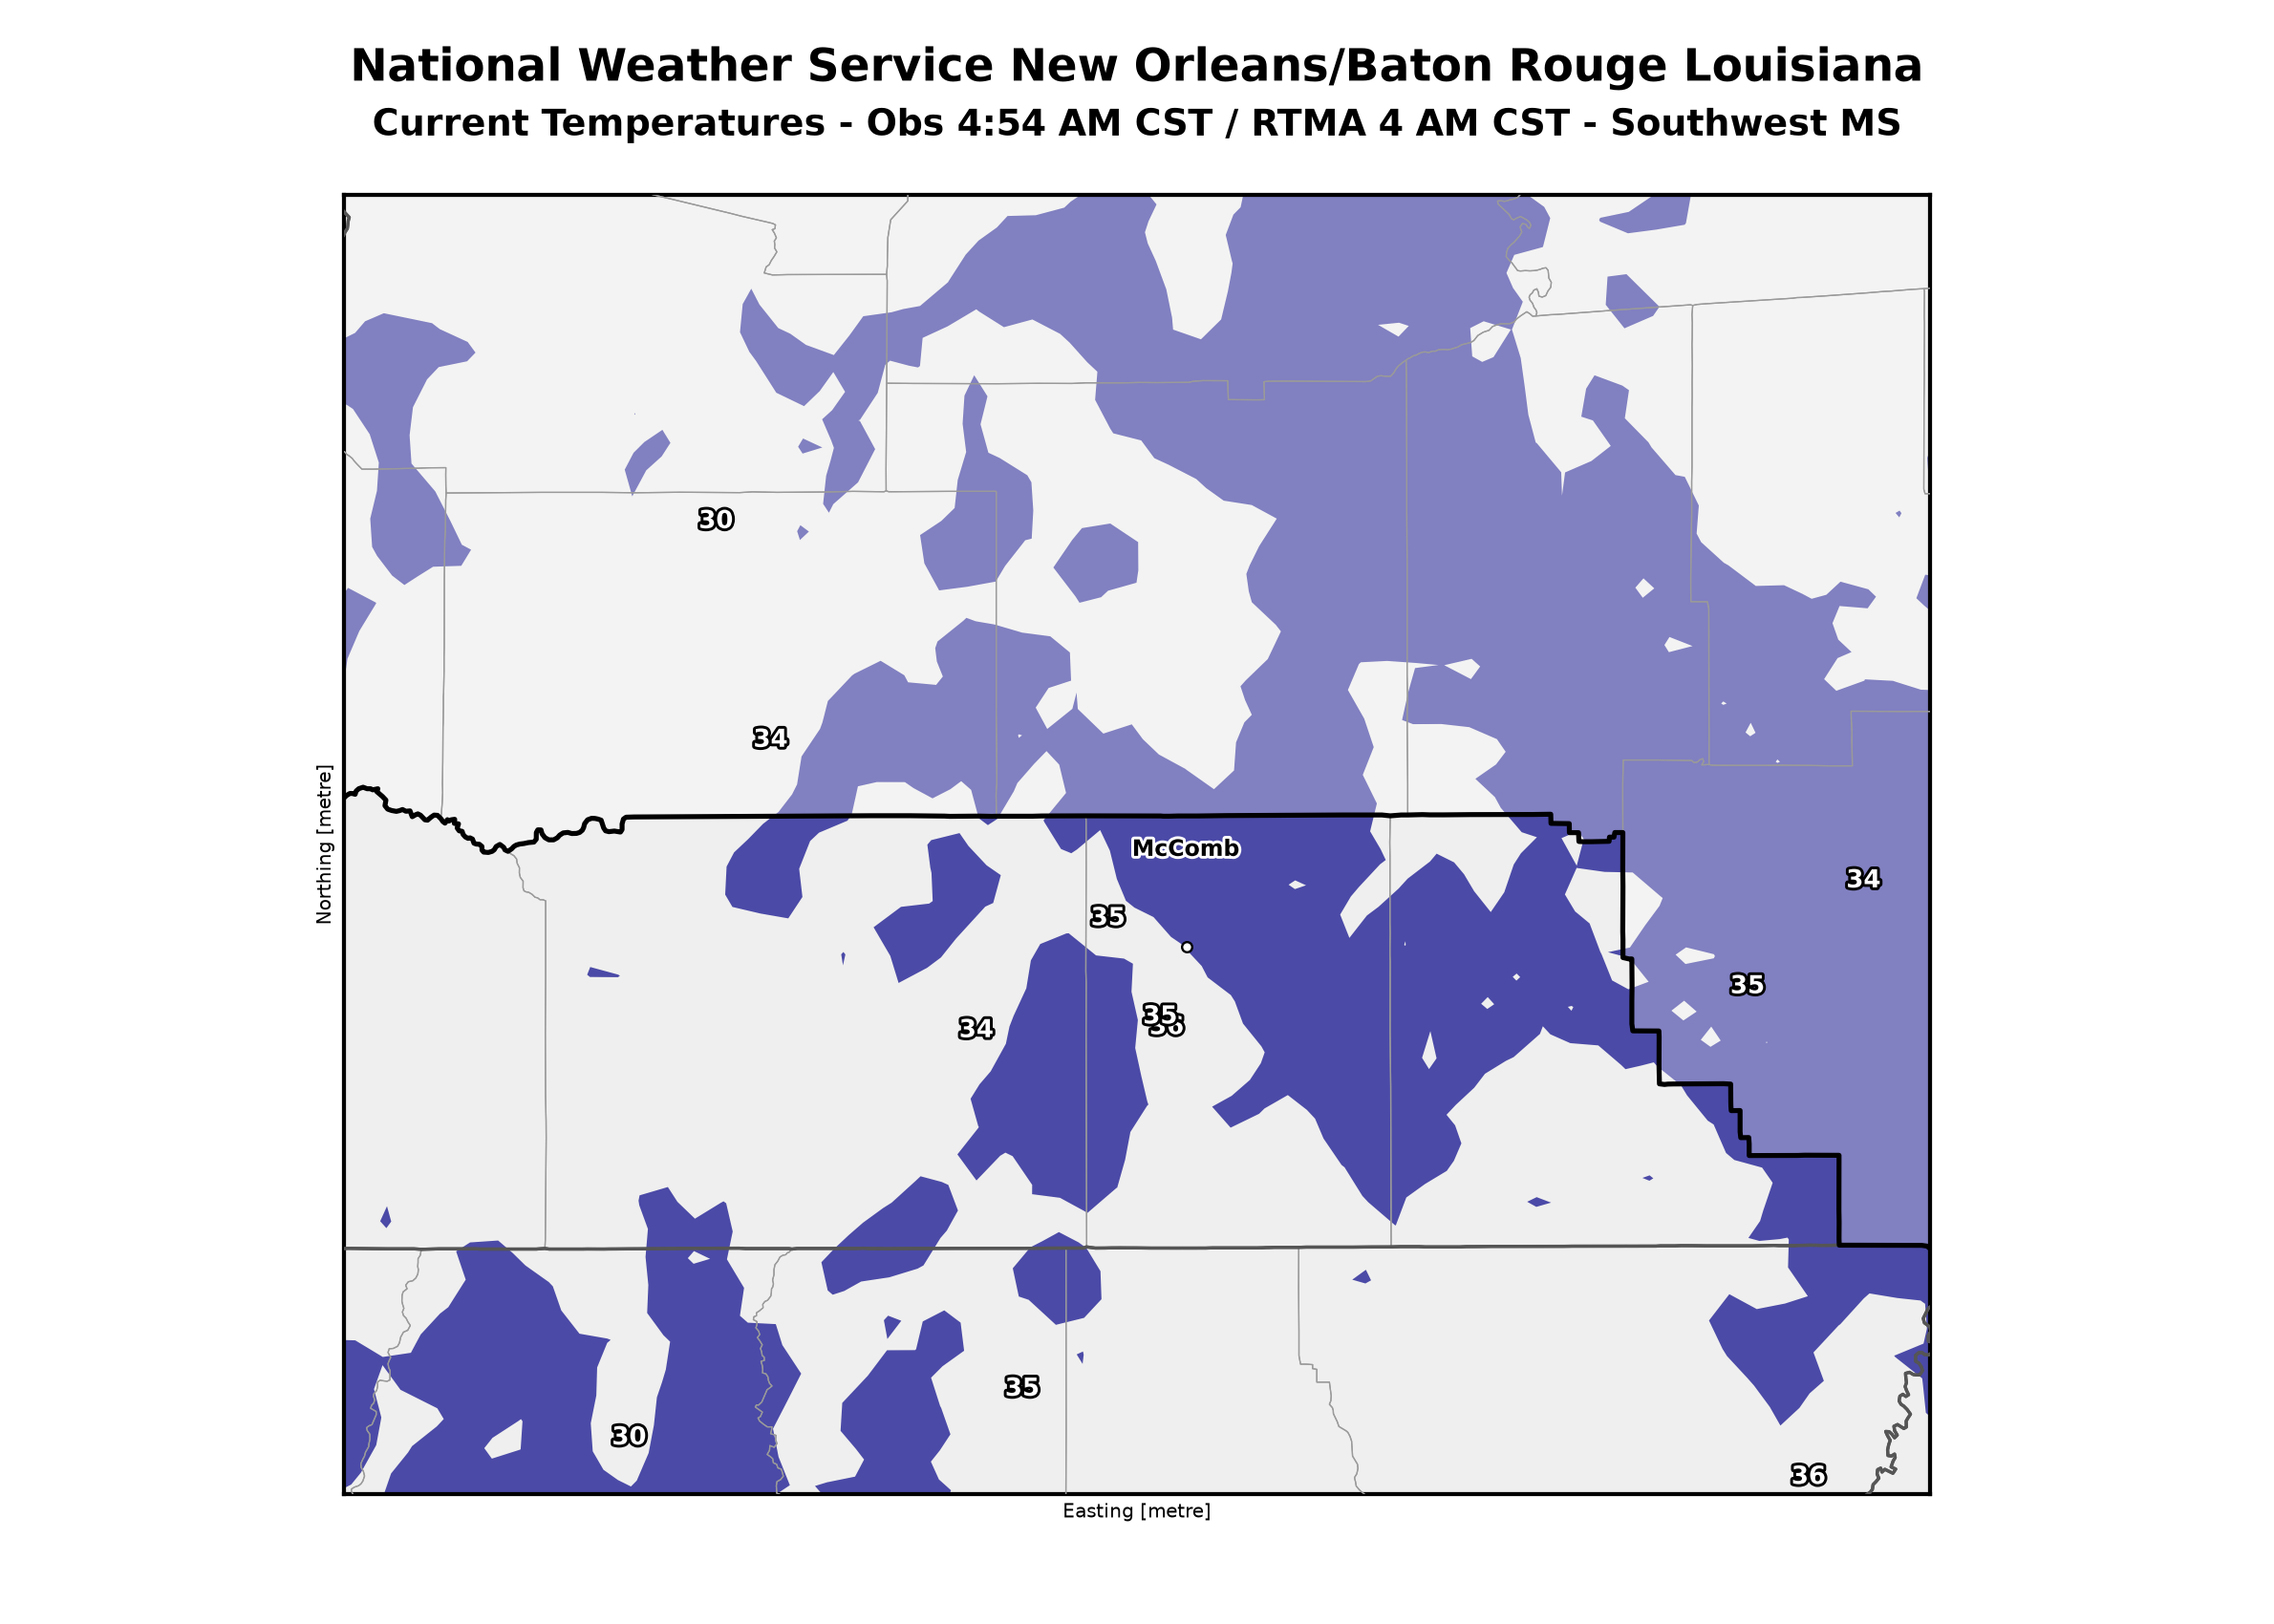 National Weather Service New Orleans/Baton Rouge Louisiana
Current Temperatures - Obs 4:54 AM CST / RTMA 4 AM CST - Southwest MS
30
34
McComb
34
35
35
35
34
35
30
36
Northing [metre]
Easting [metre]